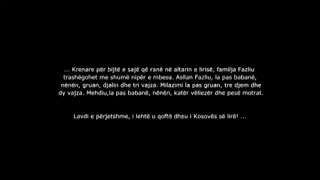 ... Krenare për bijtë e sajë që ranë në altarin e lirisë, familja Fazliu
trashëgohet me shumë nipër e mbesa. Asllan Fazliu, la pas babanë,
nënën, gruan, djalin dhe tri vajza. Milazimi la pas gruan, tre djem dhe
dy vajza. Mehdiu,la pas babanë, nënën, katër vëllezër dhe pesë motrat.
Lavdi e përjetshme, i lehtë u qoftë dheu i Kosovës së lirë! ...